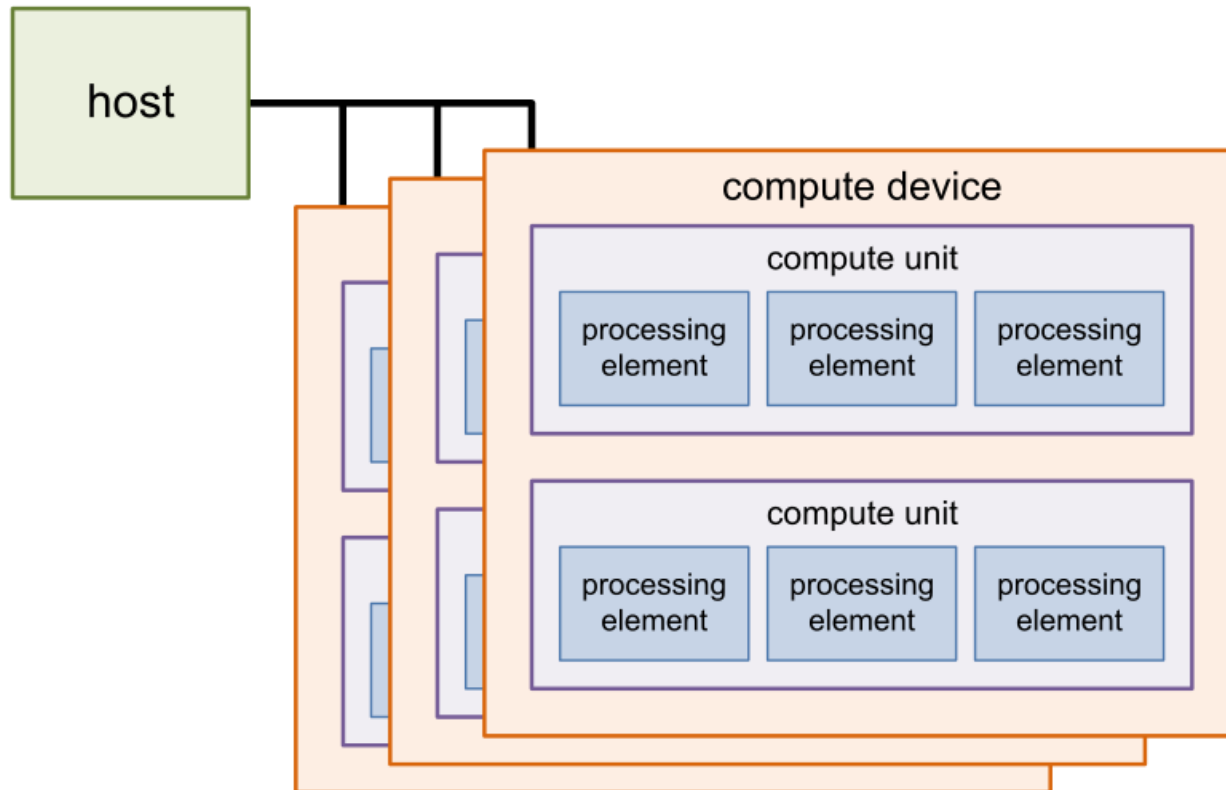 host
compute device
compute unit
processing processing processing
element element element
compute unit
processing processing processing
element element element